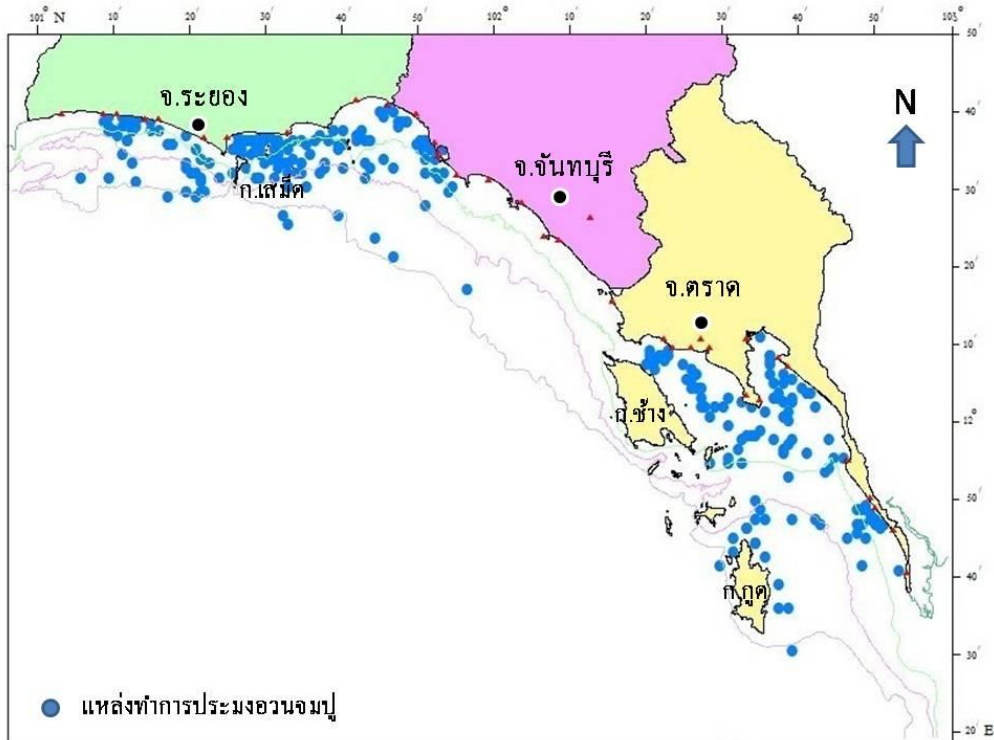 101° N 10′ 20′ 30′ 40′ 50′ 102° 10′ 20′ 30′ 40′ 50′ 103°
50′
จ.ระยอง
40′
N
จ.จันทบุรี
ก.เสม็ด
30′
20′
จ.ตราด
10′
ก.ช้าง
12°
50′
40′
ก.กูด
30′
แหล่งทำการประมงอวนจมปู
20′ E